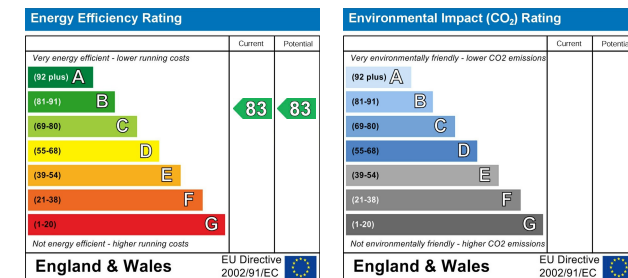 Energy Efficiency Rating
Current Potential
Very energy efficient - lower running costs
(92 plus) A
(81-91) B
83 83
(69-80) C
(55-68) D
(39-54) E
(21-38) F
(1-20) G
Not energy efficient - higher running costs
England & Wales
EU Directive
2002/91/EC
Environmental Impact (CO₂) Rating
Current Potentia
Very environmentally friendly - lower CO2 emissions
(92 plus) A
(81-91) B
(69-80) C
(55-68) D
(39-54) E
(21-38) F
(1-20) G
Not environmentally friendly - higher CO2 emissions
England & Wales
EU Directive
2002/91/EC